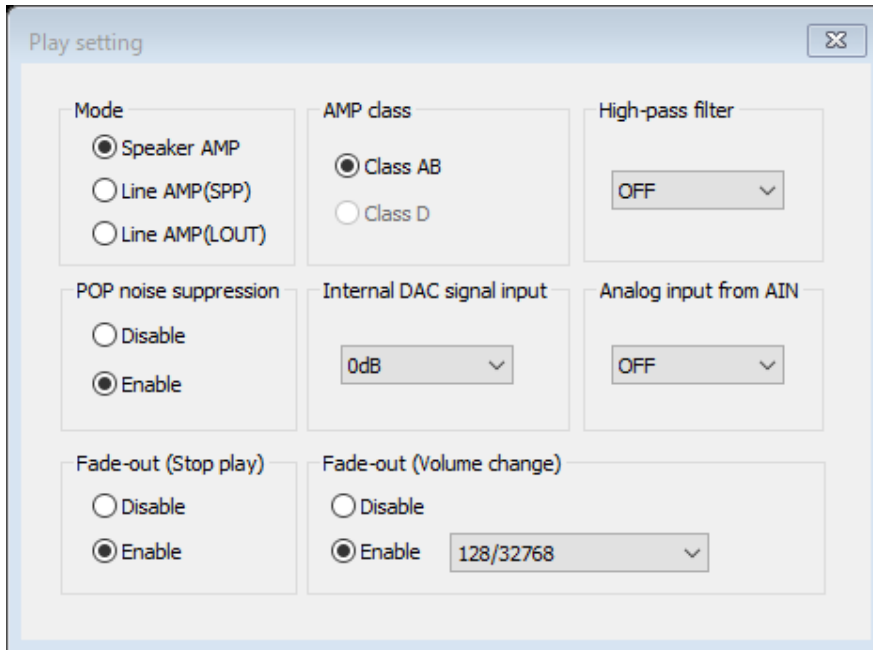 Play setting
Mode
Speaker AMP
Line AMP(SPP)
Line AMP(LOUT)
AMP class
Class AB
Class D
High-pass filter
OFF
POP noise suppression
Disable
Enable
Internal DAC signal input
0dB
Analog input from AIN
OFF
Fade-out (Stop play)
Disable
Enable
Fade-out (Volume change)
Disable
Enable 128/32768